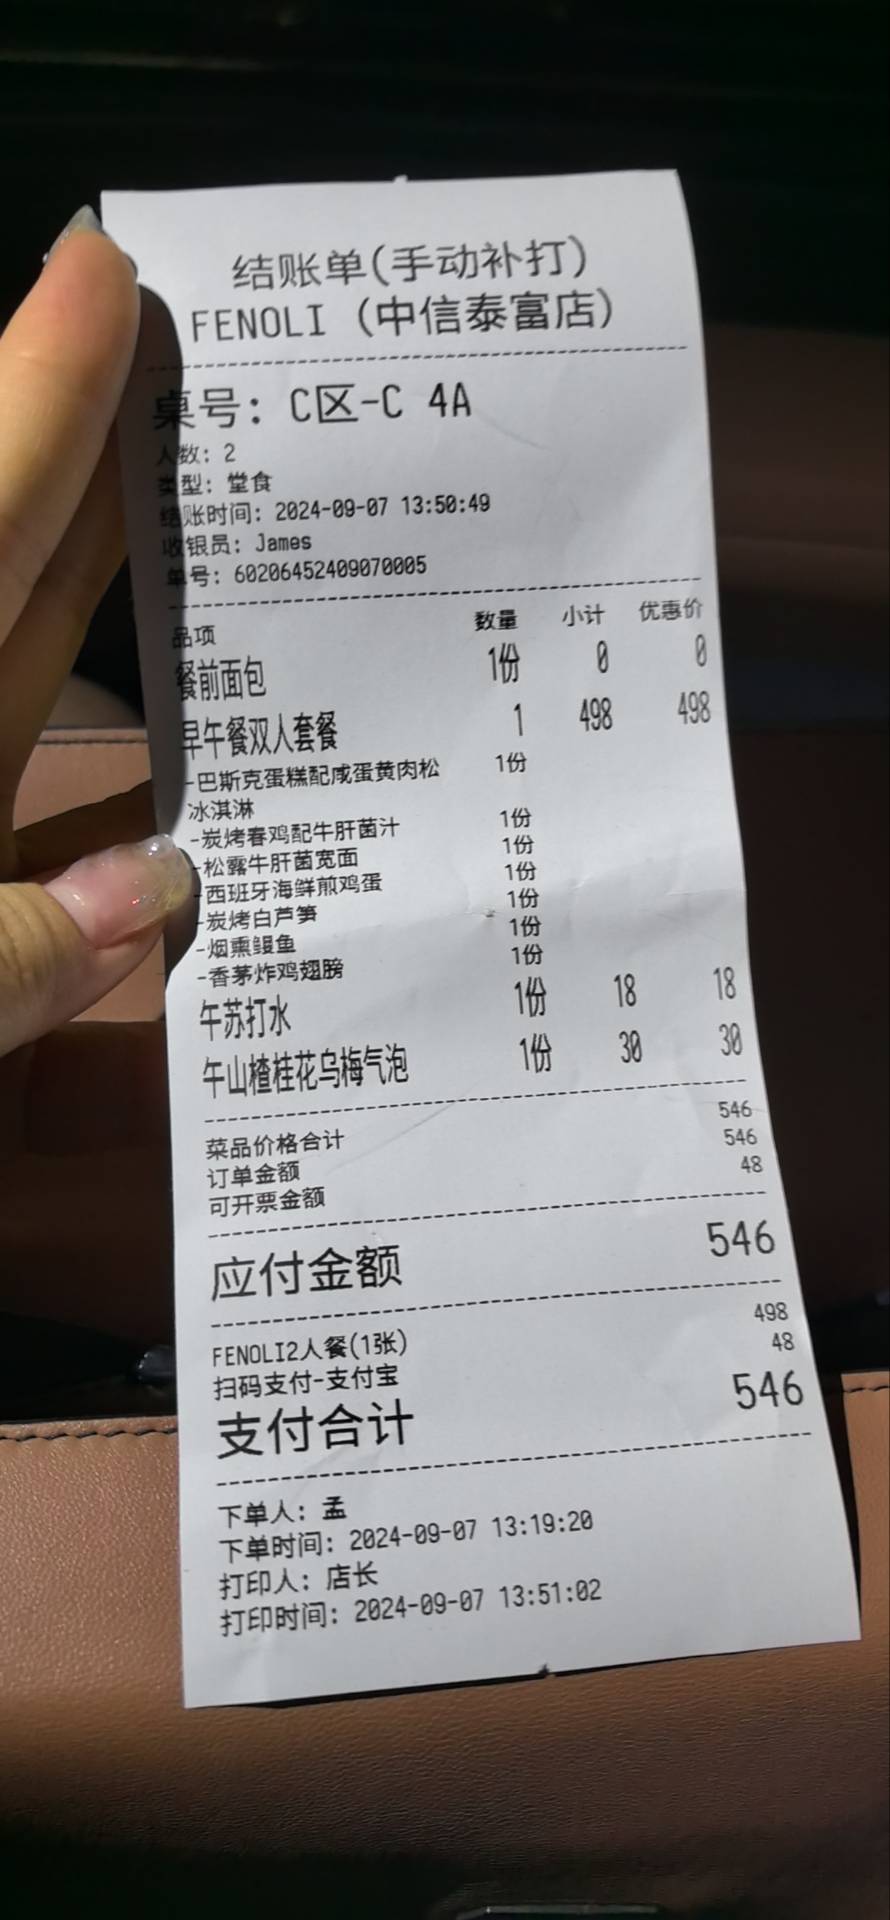 结账单(手动补打)
FENOLI (中信泰富店)
桌号: C区-C 4A
人数: 2
类型: 堂食
结账时间: 2024-09-07 13:50:49
收银员: James
单号: 60206452409070005
品项 数量 小计 优惠价
餐前面包 1份 0 0
早午餐双人套餐 1 498 498
-巴斯克蛋糕配咸蛋黄肉松 1份
冰淇淋
-炭烤春鸡配牛肝菌汁 1份
-松露牛肝菌宽面 1份
-西班牙海鲜煎鸡蛋 1份
-炭烤白芦笋 1份
-烟熏鳗鱼 1份
-香茅炸鸡翅膀 1份
午苏打水 1份 18 18
午山楂桂花乌梅气泡 1份 30 30
菜品价格合计 546
订单金额 546
可开票金额 48
应付金额 546
FENOLI2人餐(1张) 498
扫码支付-支付宝 48
支付合计 546
下单人: 孟
下单时间: 2024-09-07 13:19:20
打印人: 店长
打印时间: 2024-09-07 13:51:02